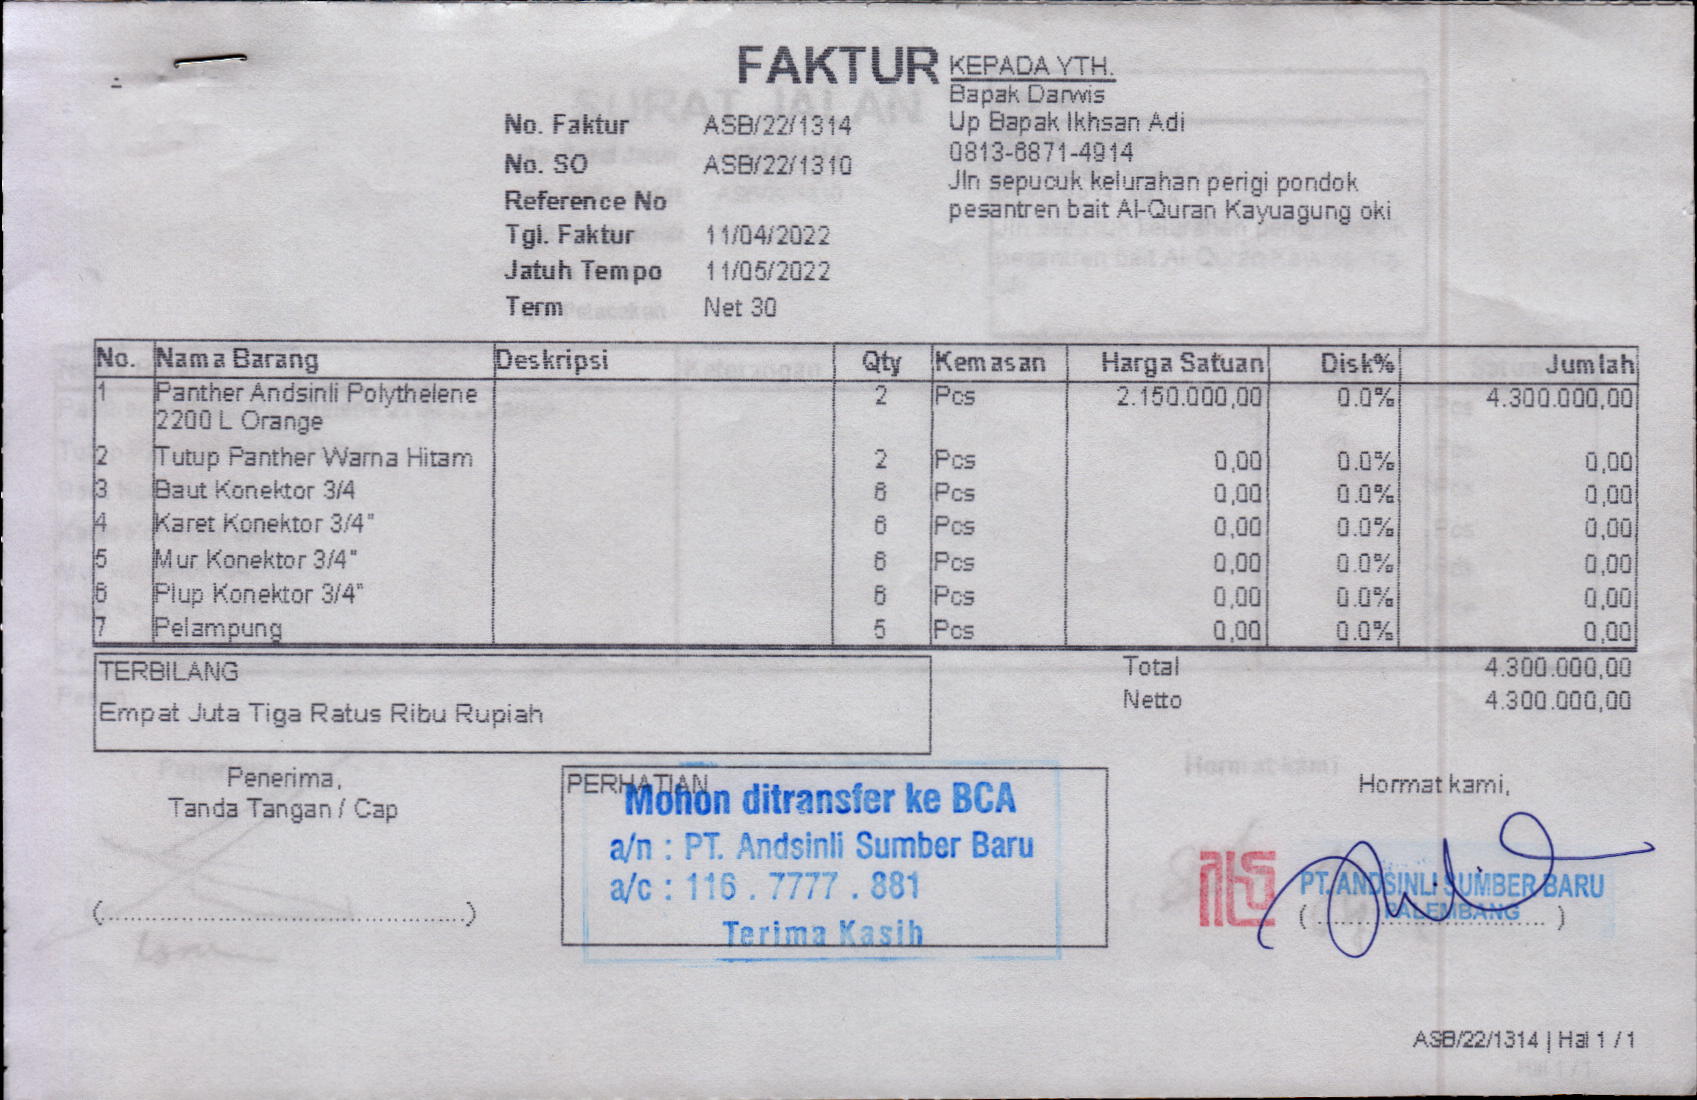 FAKTUR
KEPADA YTH.
Bapak Darwis
Up Bapak Ikhsan Adi
0813-6871-4914
Jln sepucuk kelurahan perigi pondok
pesantren bait Al-Quran Kayuagung oki
No. Faktur ASB/22/1314
No. SO ASB/22/1310
Reference No
Tgl. Faktur 11/04/2022
Jatuh Tempo 11/05/2022
Term Net 30
No. Nama Barang Deskripsi Qty Kemasan Harga Satuan Disk% Jumlah
1 Panther Andsinli Polythelene 2 Pcs 2.150.000,00 0.0% 4.300.000,00
2200 L Orange
2 Tutup Panther Warna Hitam 2 Pcs 0,00 0.0% 0,00
3 Baut Konektor 3/4 6 Pcs 0,00 0.0% 0,00
4 Karet Konektor 3/4" 6 Pcs 0,00 0.0% 0,00
5 Mur Konektor 3/4" 6 Pcs 0,00 0.0% 0,00
6 Plup Konektor 3/4" 6 Pcs 0,00 0.0% 0,00
7 Pelampung 5 Pcs 0,00 0.0% 0,00
TERBILANG
Empat Juta Tiga Ratus Ribu Rupiah
Total 4.300.000,00
Netto 4.300.000,00
Penerima,
Tanda Tangan / Cap
(........................................)
PERHATIAN
Mohon ditransfer ke BCA
a/n : PT. Andsinli Sumber Baru
a/c : 116 . 7777 . 881
Terima Kasih
Hormat kami,
PT. ANDSINLI SUMBER BARU
PALEMBANG
(........................................)
ASB/22/1314 | Hal 1 / 1